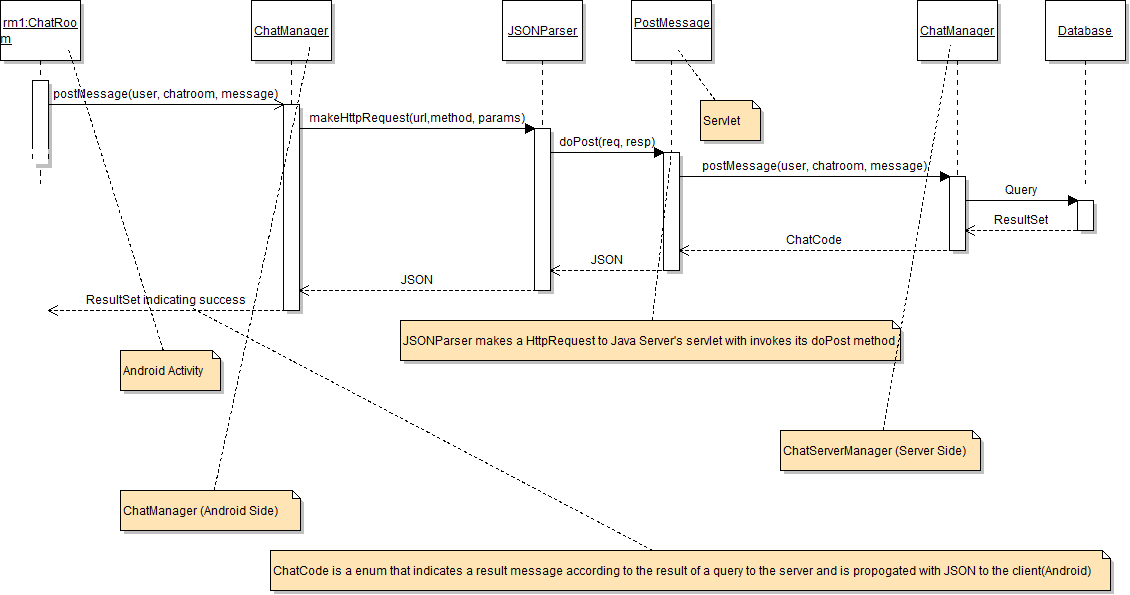 rm1:ChatRoo
m
ChatManager
JSONParser
PostMessage
ChatManager
Database
postMessage(user, chatroom, message)
makeHttpRequest(url,method, params)
Servlet
doPost(req, resp)
postMessage(user, chatroom, message)
Query
ResultSet
ChatCode
JSON
JSON
ResultSet indicating success
JSONParser makes a HttpRequest to Java Server's servlet with invokes its doPost method
Android Activity
ChatServerManager (Server Side)
ChatManager (Android Side)
ChatCode is a enum that indicates a result message according to the result of a query to the server and is propogated with JSON to the client(Android)